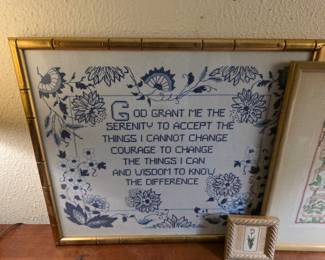 GOD GRANT ME THE
SERENITY TO ACCEPT THE
THINGS I CANNOT CHANGE
COURAGE TO CHANGE
THE THINGS I CAN
AND WISDOM TO KNOW
THE DIFFERENCE